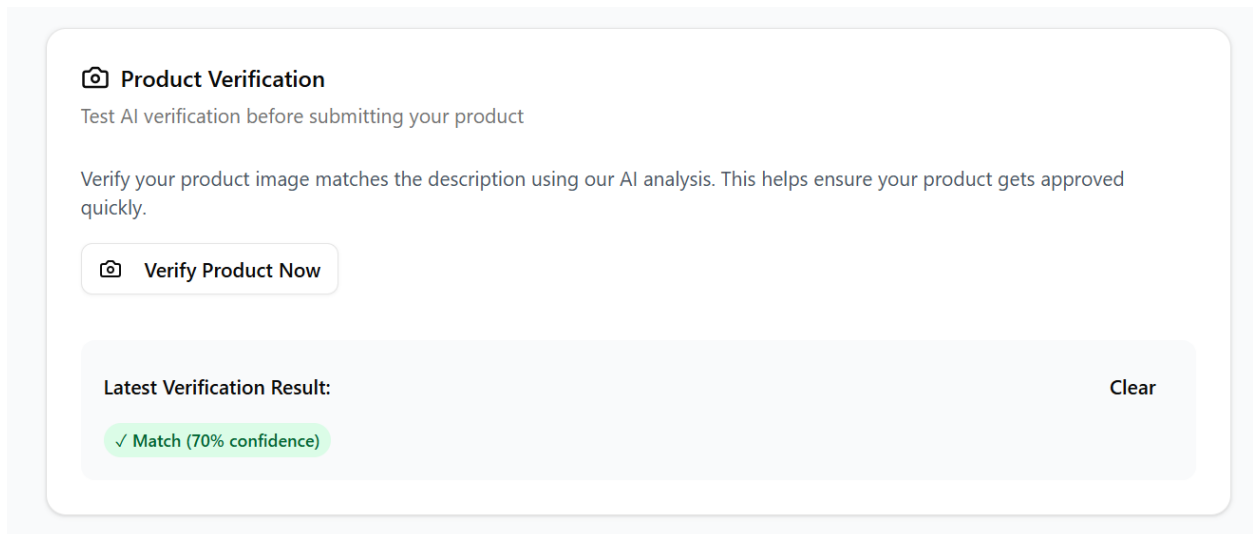 Product Verification
Test AI verification before submitting your product
Verify your product image matches the description using our AI analysis. This helps ensure your product gets approved
quickly.
Verify Product Now
Latest Verification Result:
Clear
✓ Match (70% confidence)